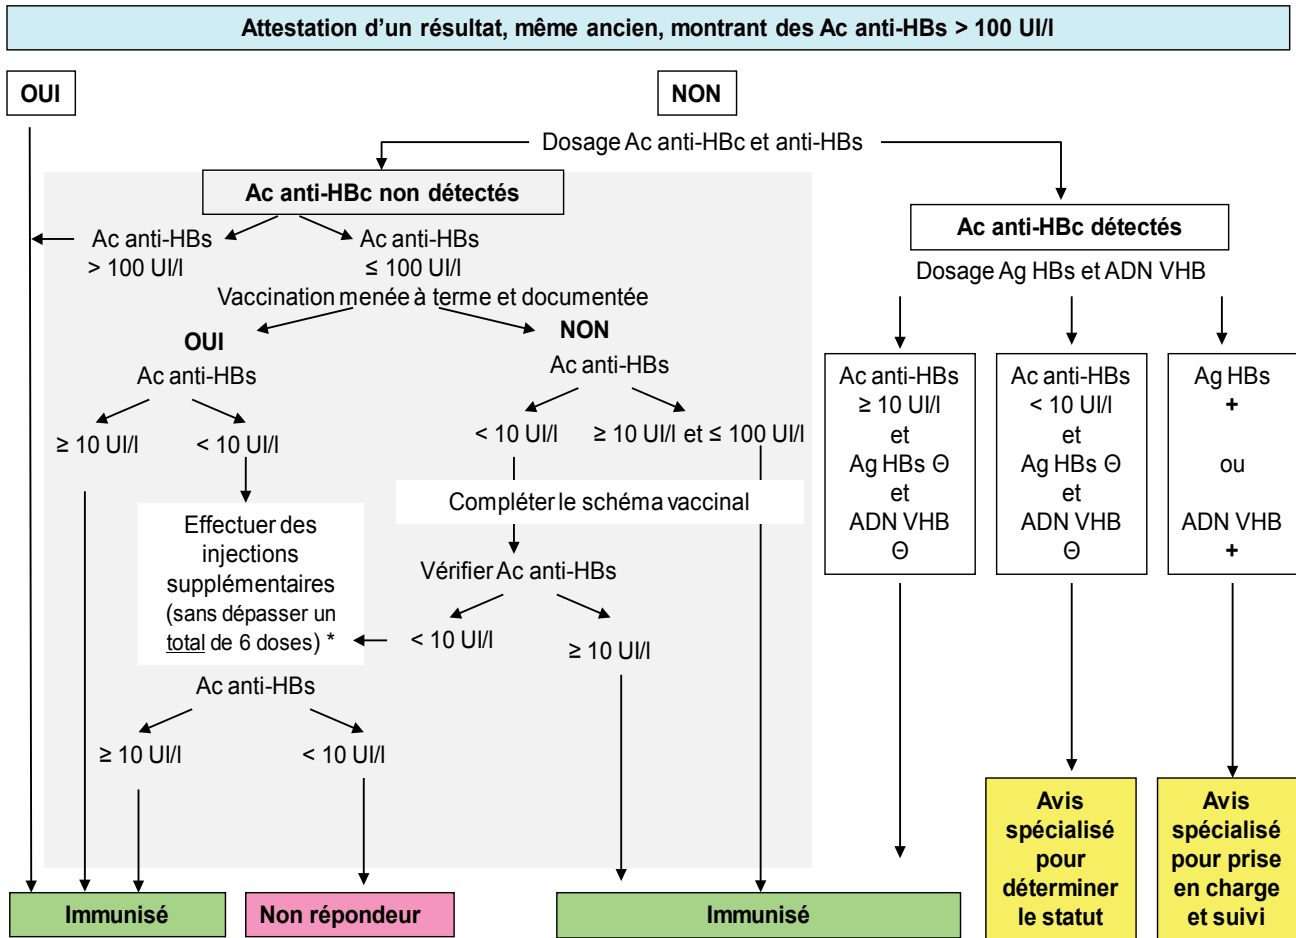 Attestation d'un résultat, même ancien, montrant des Ac anti-HBs > 100 UI/l
OUI
NON
Dosage Ac anti-HBc et anti-HBs
Ac anti-HBc non détectés
Ac anti-HBs
> 100 UI/l
Ac anti-HBs
≤ 100 UI/l
Vaccination menée à terme et documentée
OUI
Ac anti-HBs
≥ 10 UI/l
< 10 UI/l
Effectuer des
injections
supplémentaires
(sans dépasser un
total de 6 doses) *
Ac anti-HBs
≥ 10 UI/l
< 10 UI/l
NON
Ac anti-HBs
< 10 UI/l
≥ 10 UI/l et ≤ 100 UI/l
Compléter le schéma vaccinal
Vérifier Ac anti-HBs
< 10 UI/l
≥ 10 UI/l
Ac anti-HBc détectés
Dosage Ag HBs et ADN VHB
Ac anti-HBs
≥ 10 UI/l
et
Ag HBs Θ
et
ADN VHB
Θ
Ac anti-HBs
< 10 UI/l
et
Ag HBs Θ
et
ADN VHB
Θ
Ag HBs
+
ou
ADN VHB
+
Immunisé
Non répondeur
Immunisé
Avis
spécialisé
pour
déterminer
le statut
Avis
spécialisé
pour prise
en charge
et suivi